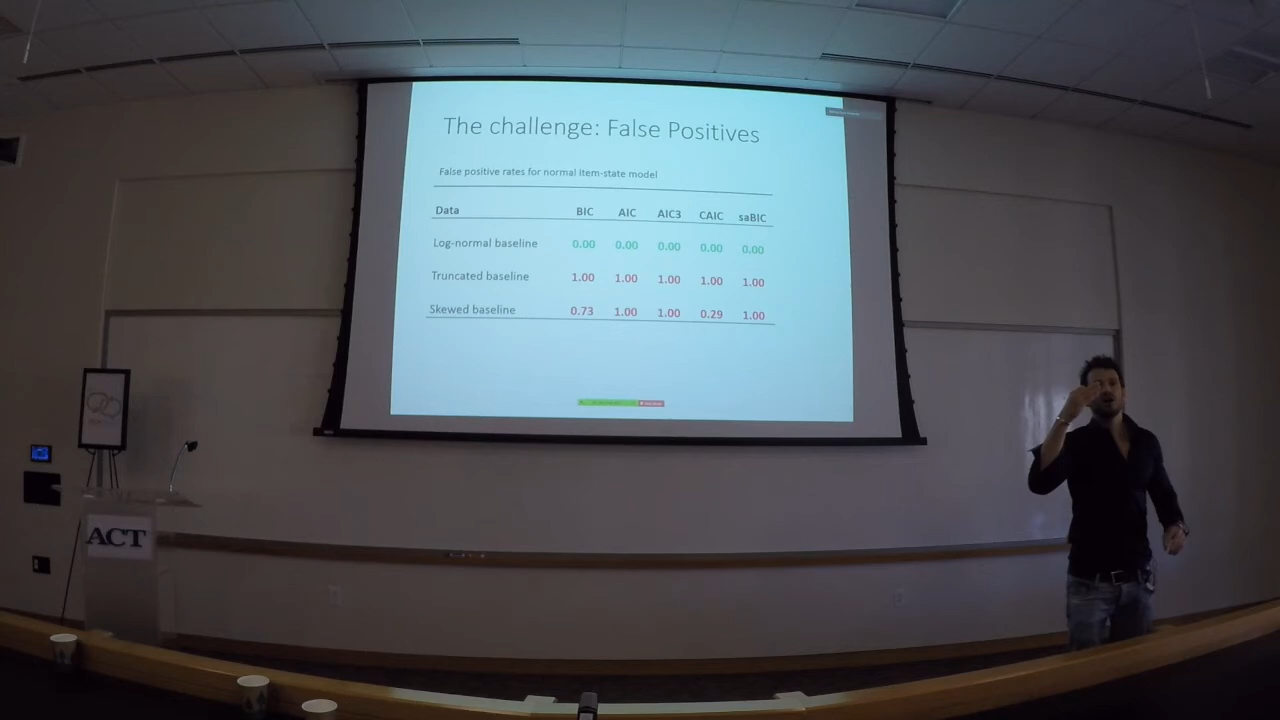 The challenge: False Positives
False positive rates for normal item-state model
Data BIC AIC AIC3 CAIC saBIC
Log-normal baseline 0.00 0.00 0.00 0.00 0.00
Truncated baseline 1.00 1.00 1.00 1.00 1.00
Skewed baseline 0.73 1.00 1.00 0.29 1.00
ACT